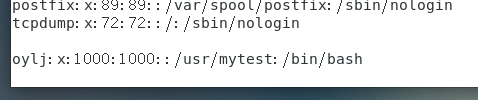 postfix:x:89:89::/var/spool/postfix:/sbin/nologin
tcpdump:x:72:72::/:/sbin/nologin
oylj:x:1000:1000::/usr/mytest:/bin/bash